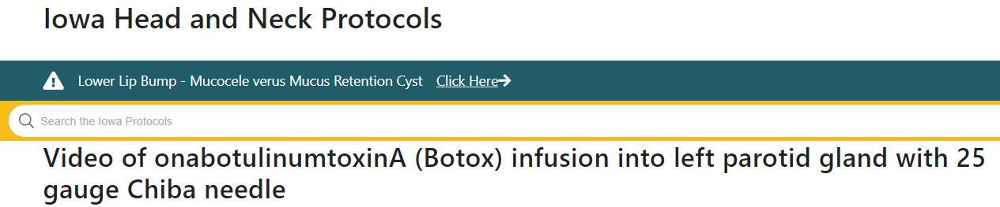 Iowa Head and Neck Protocols
Lower Lip Bump - Mucocele verus Mucus Retention Cyst Click Here
Search the Iowa Protocols
Video of onabotulinumtoxinA (Botox) infusion into left parotid gland with 25
gauge Chiba needle